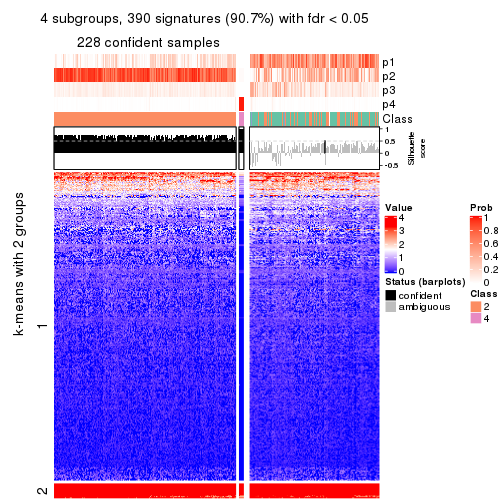 4 subgroups, 390 signatures (90.7%) with fdr < 0.05
228 confident samples
p1
p2
p3
p4
Class
1
0.5
0
-0.5
Silhouette
score
k-means with 2 groups
1
2
Value
4
3
2
1
0
Status (barplots)
confident
ambiguous
Prob
1
0.8
0.6
0.4
0.2
0
Class
2
4